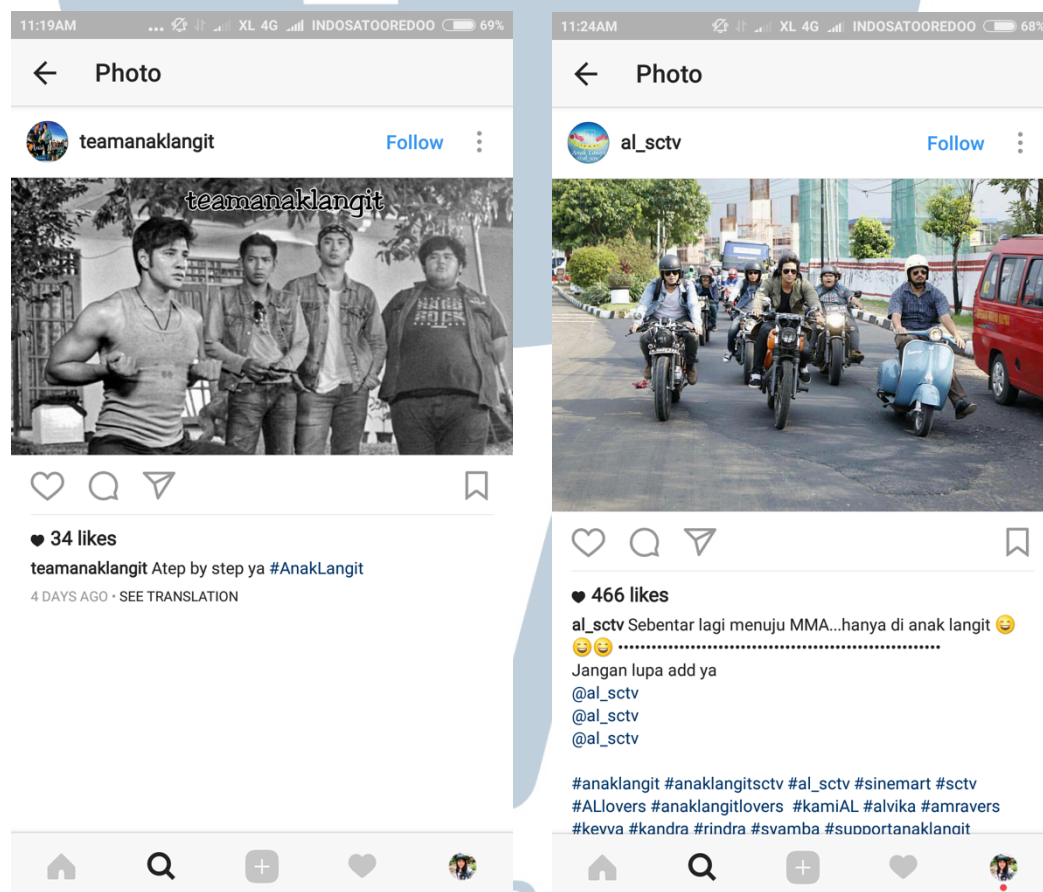 11:19AM ... XL 4G INDOSATOOREDOO 69%
Photo
teamanaklangit Follow
teamanaklangit
34 likes
teamanaklangit Atep by step ya #AnakLangit
4 DAYS AGO • SEE TRANSLATION
11:24AM XL 4G INDOSATOOREDOO 68%
Photo
al_sctv Follow
466 likes
al_sctv Sebentar lagi menuju MMA...hanya di anak langit 😄
😄😄 •••••••••••••••••••••••••••••••••••••••••••••••••••••••••
Jangan lupa add ya
@al_sctv
@al_sctv
@al_sctv
#anaklangit #anaklangitsctv #al_sctv #sinemart #sctv
#ALlovers #anaklangitlovers #kamiAL #alvika #amravers
#kevva #kandra #rindra #svamba #supportanaklangit